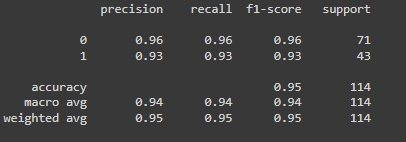 precision recall f1-score support
0 0.96 0.96 0.96 71
1 0.93 0.93 0.93 43
accuracy 0.95 114
macro avg 0.94 0.94 0.94 114
weighted avg 0.95 0.95 0.95 114